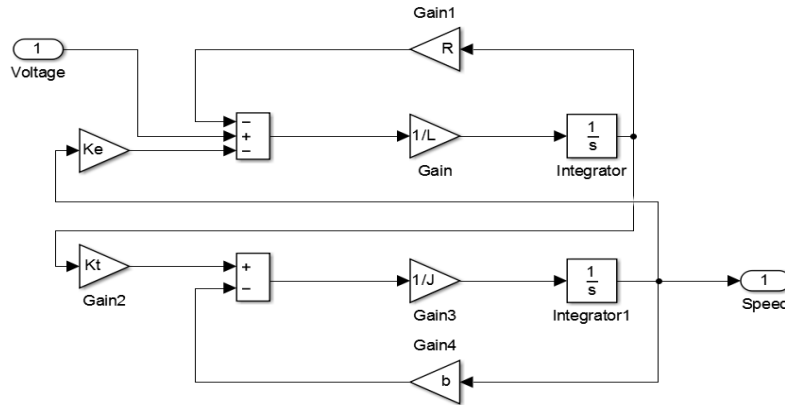 Gain1
1
R
Voltage
−
+
−
1/L
1
s
Ke
Gain
Integrator
Kt
+
−
1/J
1
s
1
Gain2
Gain3
Integrator1
Speed
Gain4
b